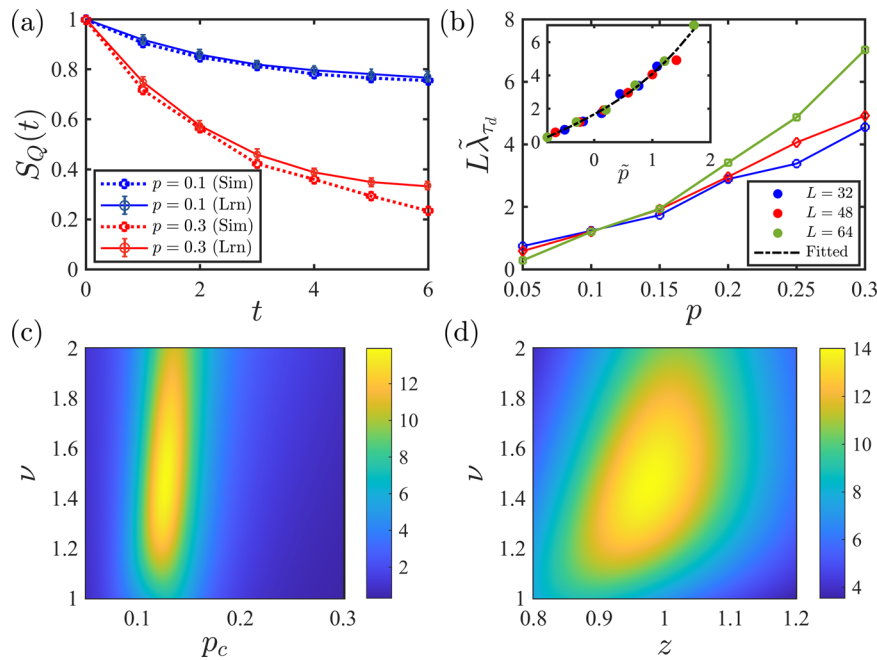 (a)
S_Q(t)
1
0.8
0.6
0.4
0.2
0
0
2
4
6
t
p = 0.1 (Sim)
p = 0.1 (Lrn)
p = 0.3 (Sim)
p = 0.3 (Lrn)
(b)
Lλ̃_{τ_d}
8
6
4
2
0
0.05
0.1
0.15
0.2
0.25
0.3
p
6
4
2
0
0
1
2
p̃
L = 32
L = 48
L = 64
Fitted
(c)
ν
2
1.8
1.6
1.4
1.2
1
0.1
0.2
0.3
p_c
12
10
8
6
4
2
(d)
ν
2
1.8
1.6
1.4
1.2
1
0.8
0.9
1
1.1
1.2
z
14
12
10
8
6
4